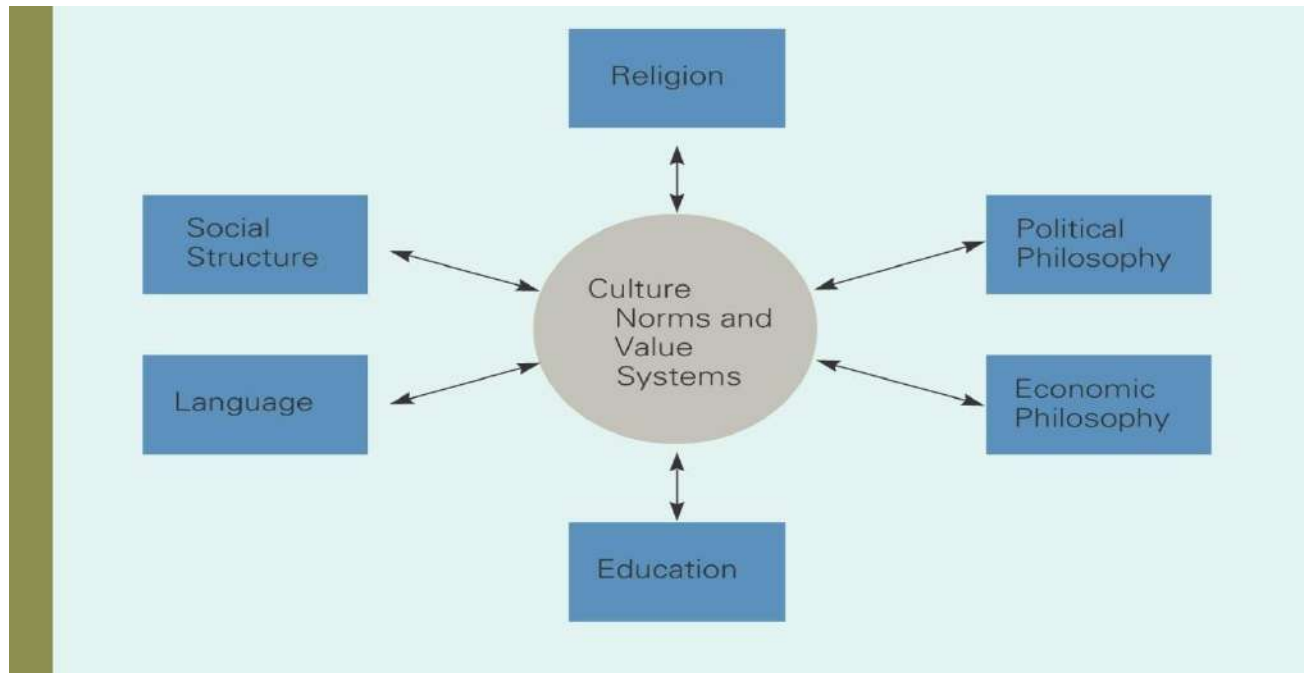 Religion
Social
Structure
Political
Philosophy
Culture
Norms and
Value
Systems
Language
Economic
Philosophy
Education